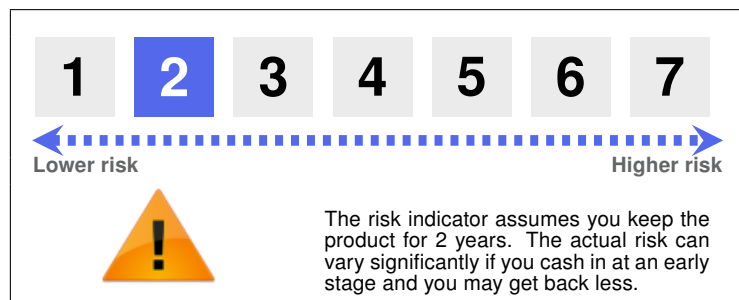 1 2 3 4 5 6 7
Lower risk Higher risk
!
The risk indicator assumes you keep the
product for 2 years. The actual risk can
vary significantly if you cash in at an early
stage and you may get back less.